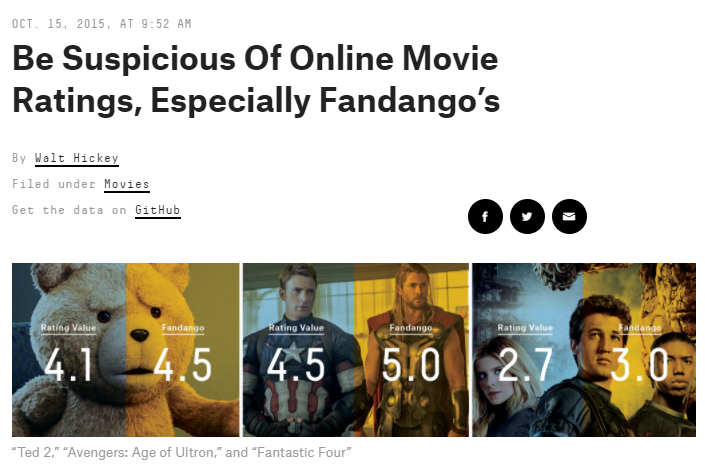 OCT. 15, 2015, AT 9:52 AM
Be Suspicious Of Online Movie
Ratings, Especially Fandango’s
By Walt Hickey
Filed under Movies
Get the data on GitHub
f
Rating Value Fandango Rating Value Fandango Rating Value Fandango
4.1 4.5 4.5 5.0 2.7 3.0
“Ted 2,” “Avengers: Age of Ultron,” and “Fantastic Four”